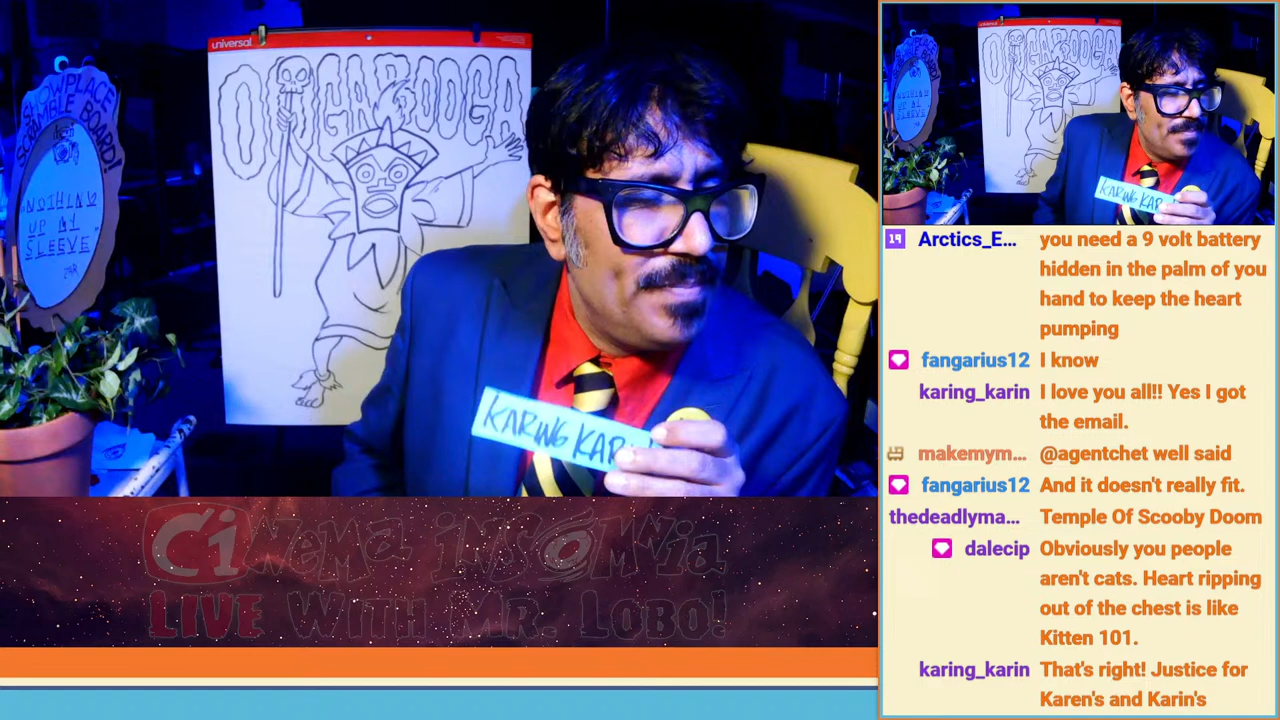 universal
OOGA BOOGA
SHOWPLACE
SCRAMBLE BOARD!
"NOTHING
UP MY
SLEEVE"
KARING KAR
CiNeMa iNSOMNia
LIVE WiTH MR. LOBO!
Arctics_E... you need a 9 volt battery
hidden in the palm of you
hand to keep the heart
pumping
fangarius12 I know
karing_karin I love you all!! Yes I got
the email.
makemym... @agentchet well said
fangarius12 And it doesn't really fit.
thedeadlyma... Temple Of Scooby Doom
dalecip Obviously you people
aren't cats. Heart ripping
out of the chest is like
Kitten 101.
karing_karin That's right! Justice for
Karen's and Karin's